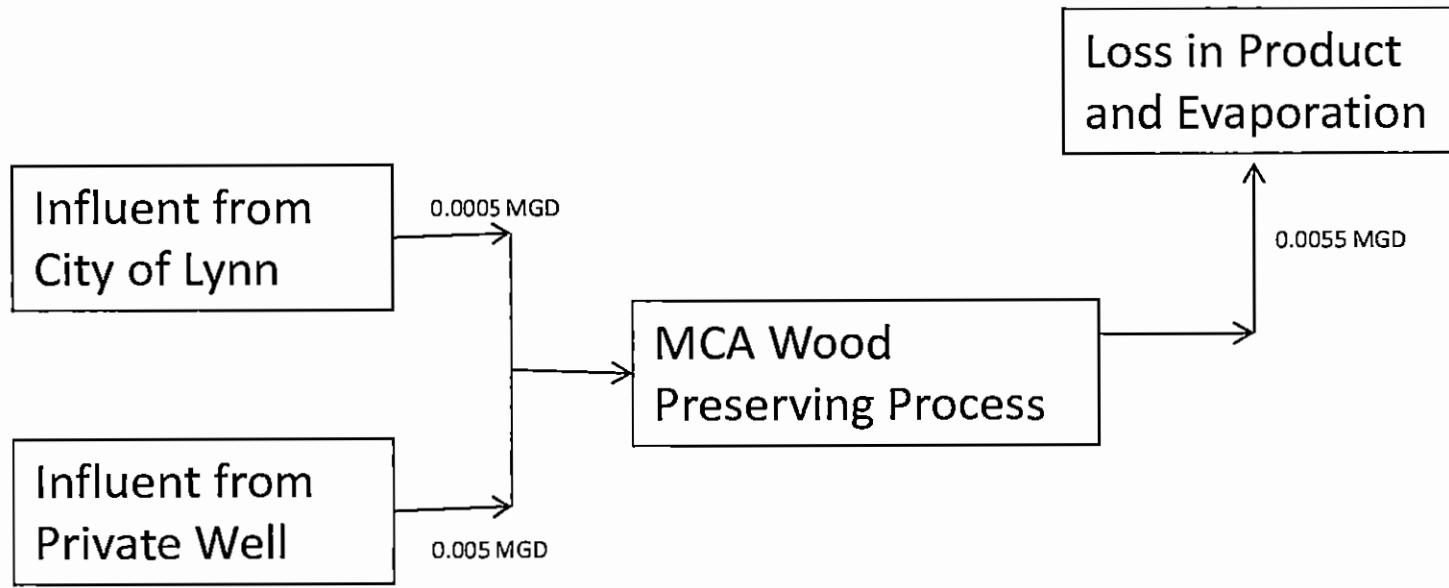 Loss in Product
and Evaporation
Influent from
City of Lynn
0.0005 MGD
0.0055 MGD
MCA Wood
Preserving Process
Influent from
Private Well
0.005 MGD